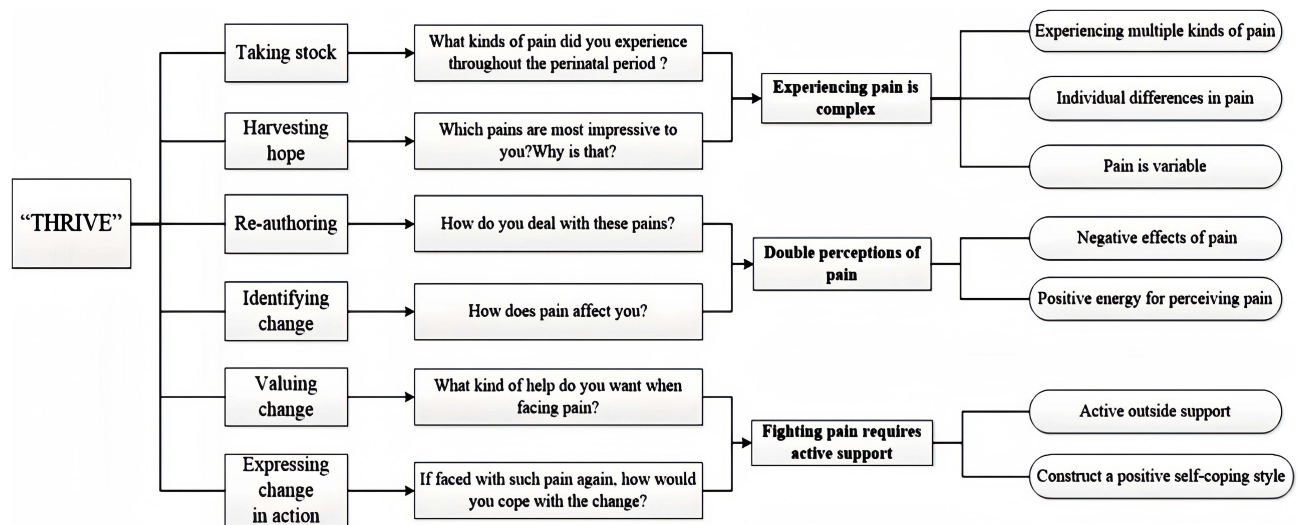 “THRIVE”
Taking stock
Harvesting
hope
Re-authoring
Identifying
change
Valuing
change
Expressing
change
in action
What kinds of pain did you experience
throughout the perinatal period ?
Which pains are most impressive to
you?Why is that?
How do you deal with these pains?
How does pain affect you?
What kind of help do you want when
facing pain?
If faced with such pain again, how would
you cope with the change?
Experiencing pain is
complex
Double perceptions of
pain
Fighting pain requires
active support
Experiencing multiple kinds of pain
Individual differences in pain
Pain is variable
Negative effects of pain
Positive energy for perceiving pain
Active outside support
Construct a positive self-coping style